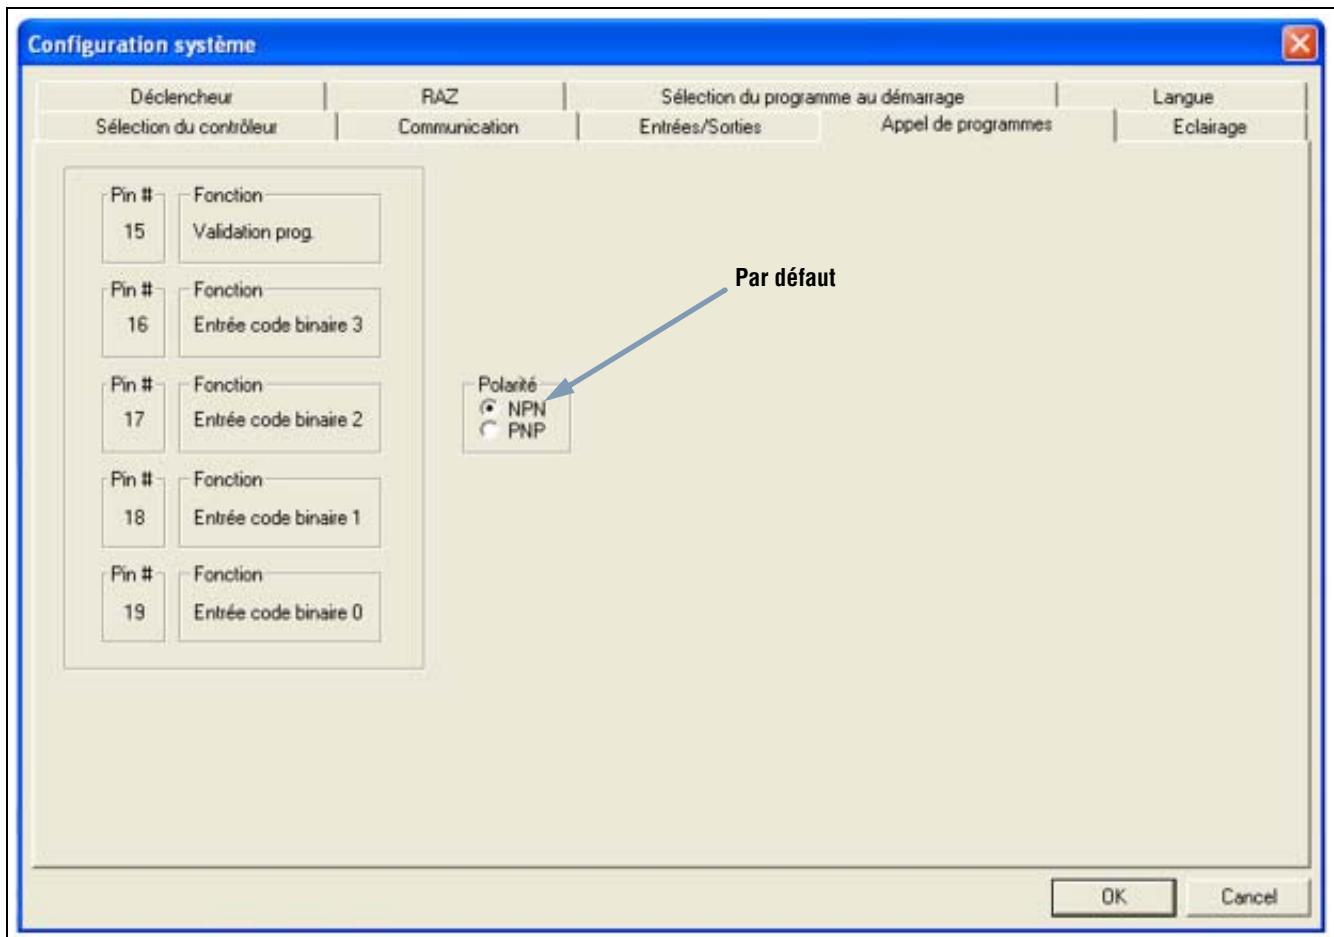 Configuration système
Déclencheur RAZ Sélection du programme au démarrage Langue
Sélection du contrôleur Communication Entrées/Sorties Appel de programmes Eclairage
Pin # Fonction
15 Validation prog.
Pin # Fonction
16 Entrée code binaire 3
Pin # Fonction
17 Entrée code binaire 2
Pin # Fonction
18 Entrée code binaire 1
Pin # Fonction
19 Entrée code binaire 0
Par défaut
Polarité
NPN
PNP
OK Cancel